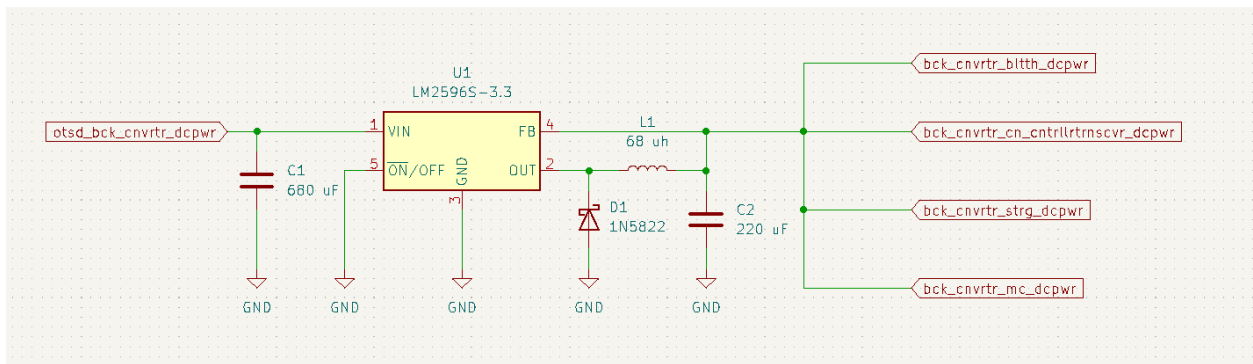 bck_cnvrtr_bltth_dcpwr
U1
LM2596S-3.3
otsd_bck_cnvrtr_dcpwr
1
VIN
FB
4
L1
68 uh
bck_cnvrtr_cn_cntrllrtrnscvr_dcpwr
5
ON/OFF
GND
OUT
2
3
C1
680 uF
D1
1N5822
C2
220 uF
bck_cnvrtr_strg_dcpwr
bck_cnvrtr_mc_dcpwr
GND
GND
GND
GND
GND